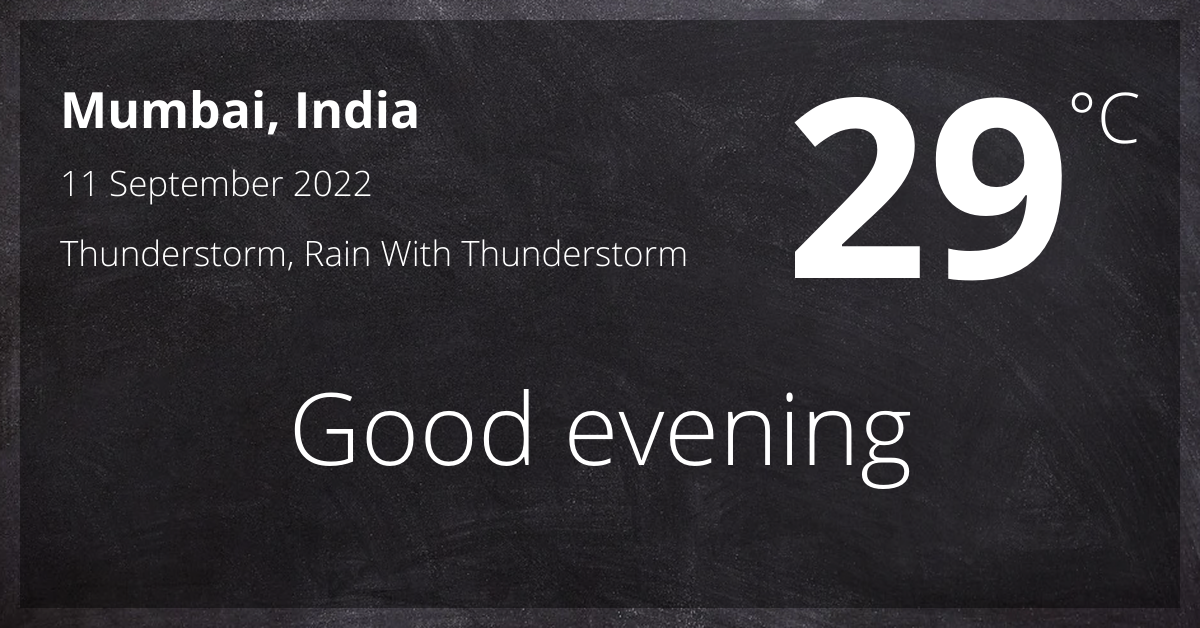 Mumbai, India
11 September 2022
Thunderstorm, Rain With Thunderstorm
29 °C
Good evening